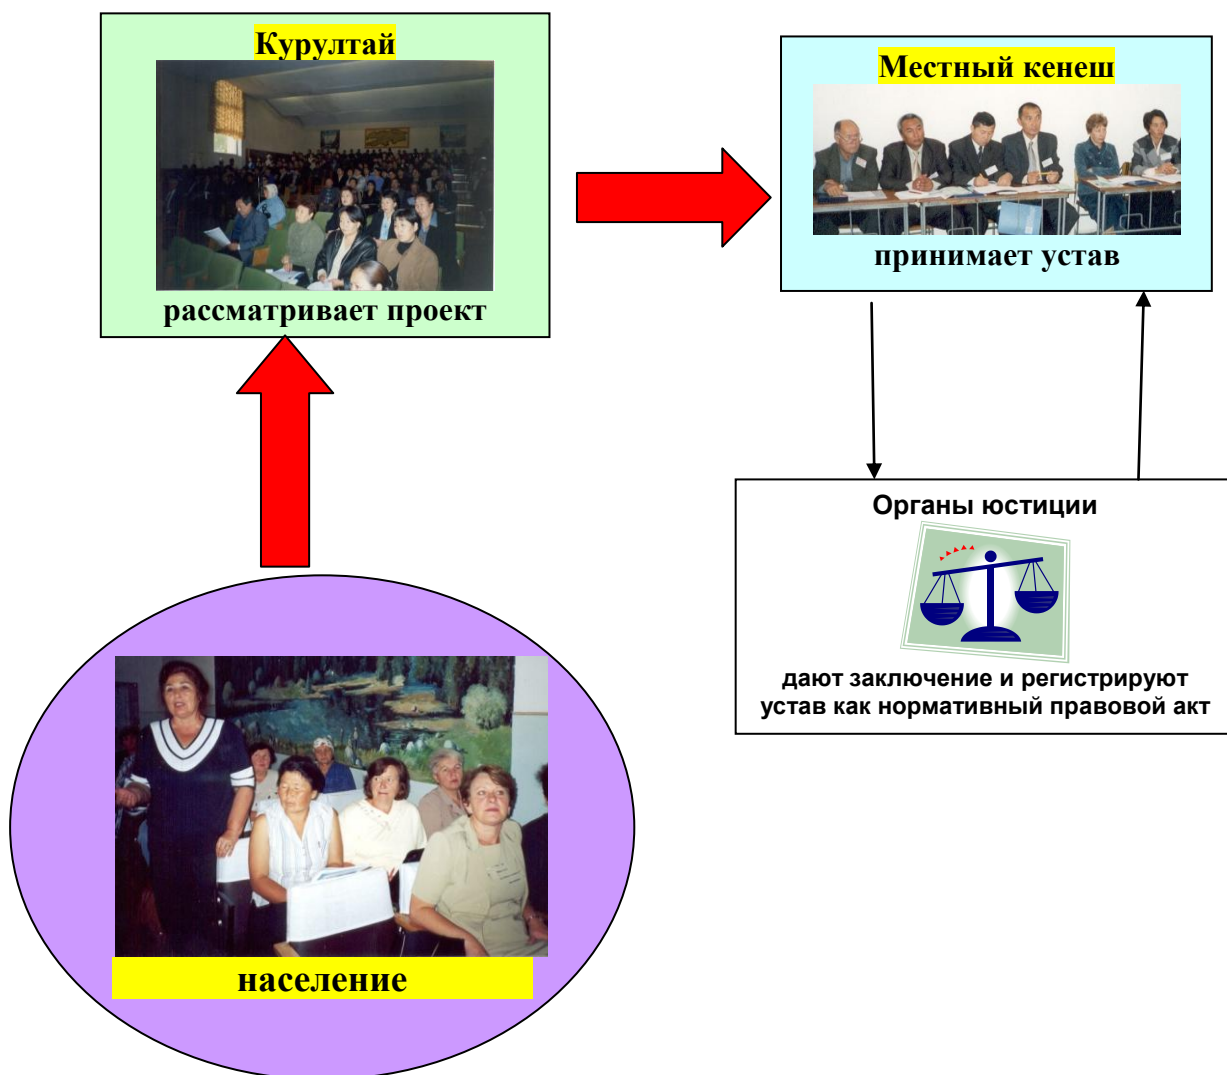 Курултай
рассматривает проект
Местный кенеш
принимает устав
Органы юстиции
дают заключение и регистрируют
устав как нормативный правовой акт
население